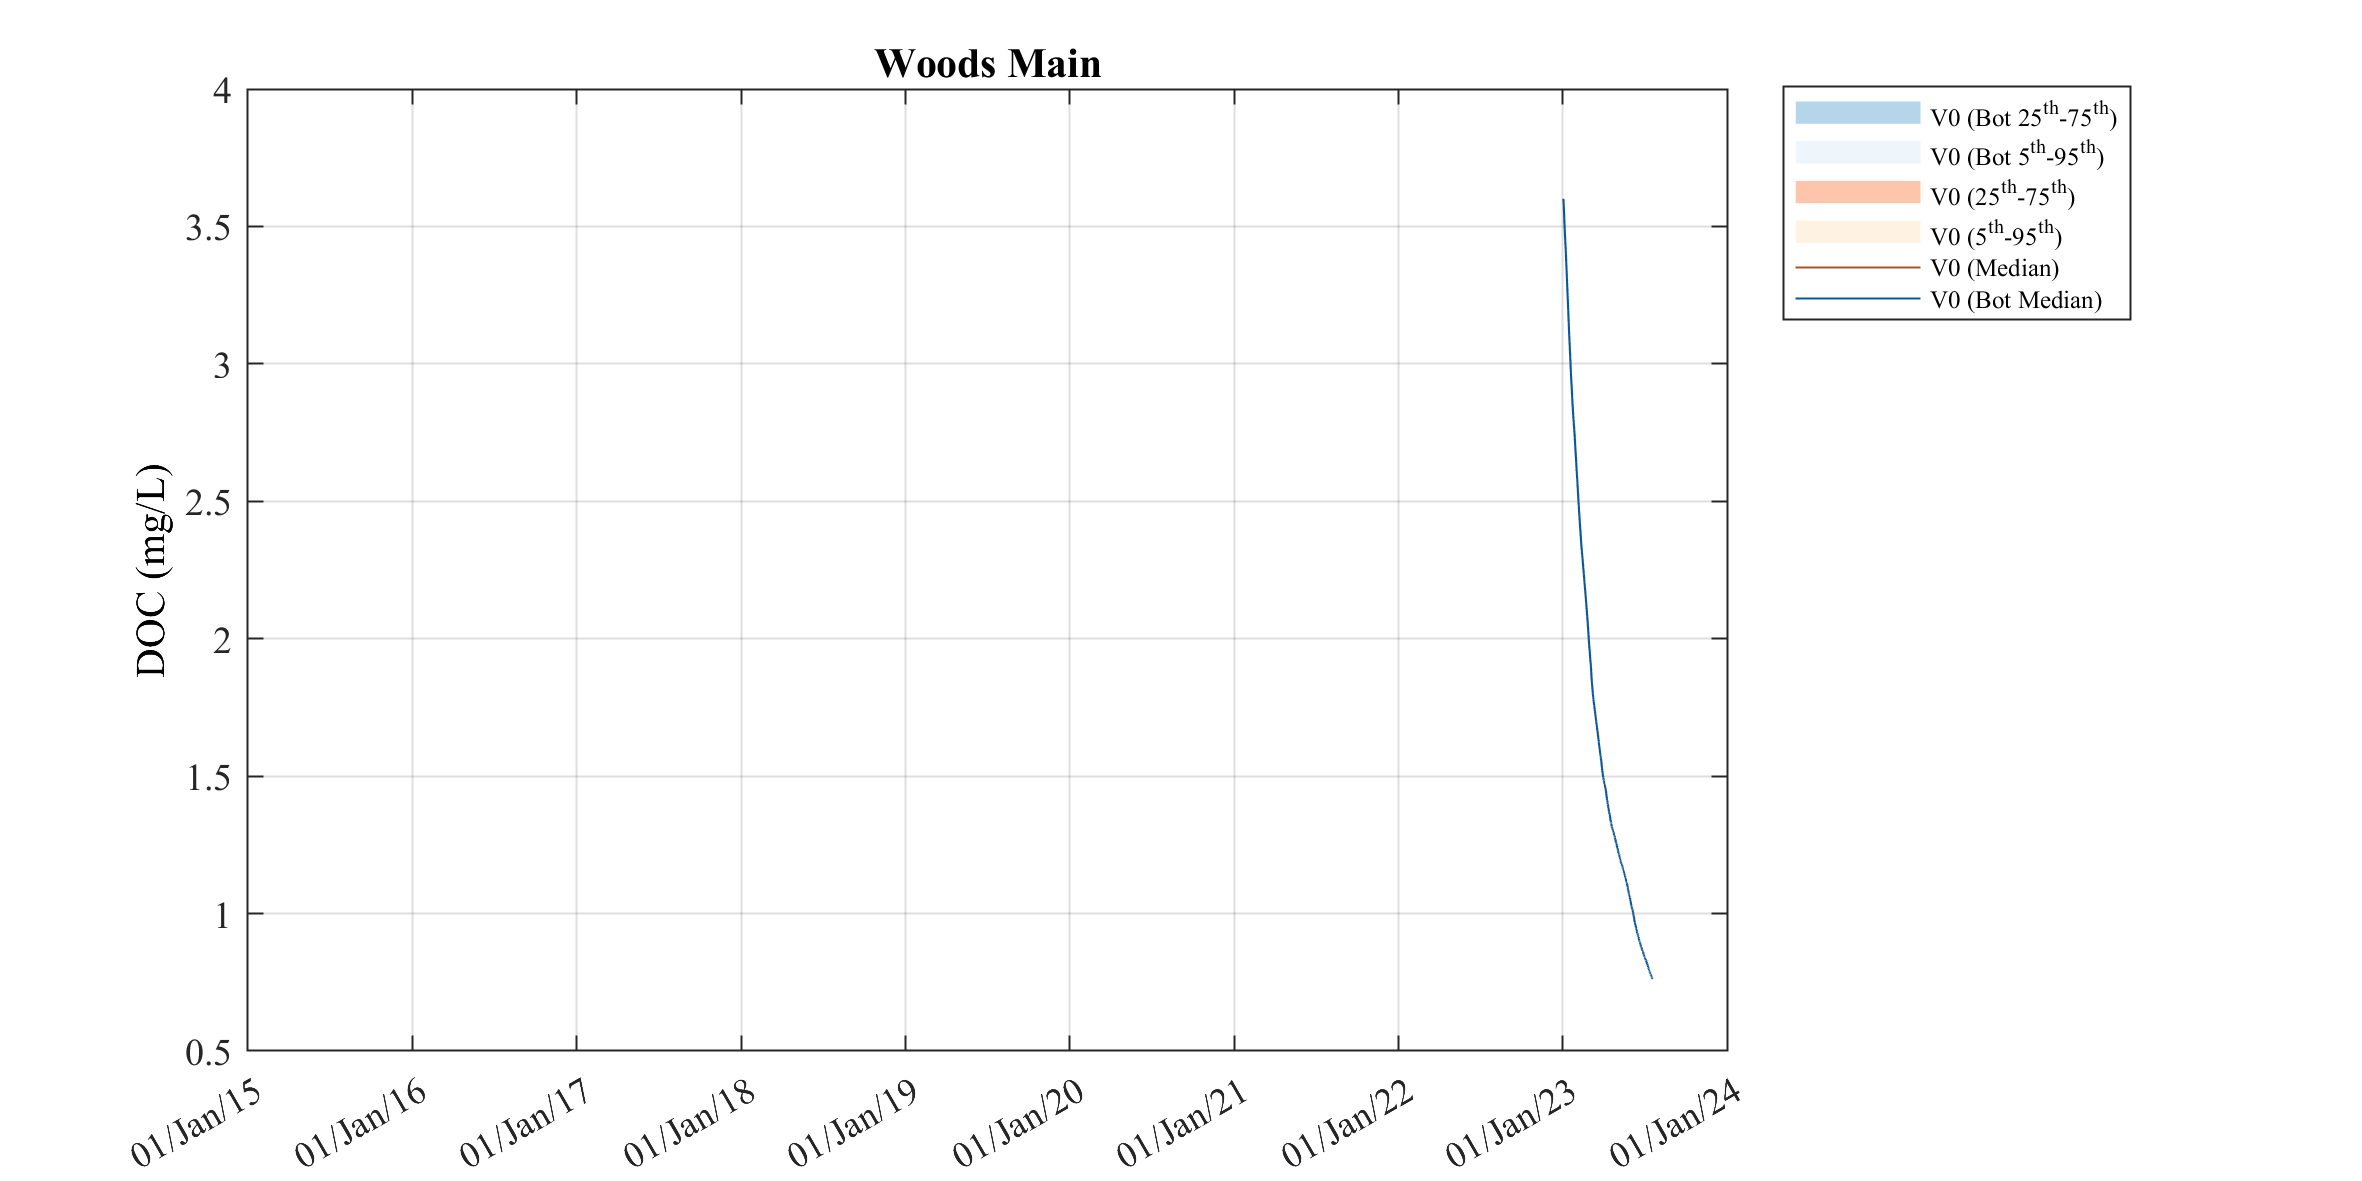 Woods Main
4
3.5
3
2.5
2
1.5
1
0.5
DOC (mg/L)
01/Jan/15
01/Jan/16
01/Jan/17
01/Jan/18
01/Jan/19
01/Jan/20
01/Jan/21
01/Jan/22
01/Jan/23
01/Jan/24
V0 (Bot 25th-75th)
V0 (Bot 5th-95th)
V0 (25th-75th)
V0 (5th-95th)
V0 (Median)
V0 (Bot Median)